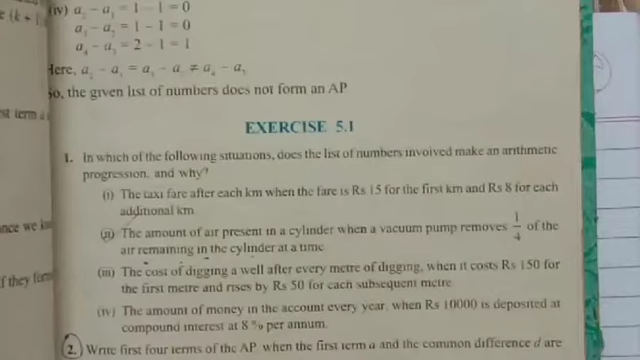 e (k + 1
(iv) a₂ – a₁ = 1 – 1 = 0
a₃ – a₂ = 1 – 1 = 0
a₄ – a₃ = 2 – 1 = 1
Here, a₂ – a₁ = a₃ – a₂ ≠ a₄ – a₃
So, the given list of numbers does not form an AP
st term a
EXERCISE 5.1
1. In which of the following situations, does the list of numbers involved make an arithmetic
progression, and why?
(i) The taxi fare after each km when the fare is Rs 15 for the first km and Rs 8 for each
additional km
(ii) The amount of air present in a cylinder when a vacuum pump removes 1/4 of the
air remaining in the cylinder at a time
(iii) The cost of digging a well after every metre of digging, when it costs Rs 150 for
the first metre and rises by Rs 50 for each subsequent metre
(iv) The amount of money in the account every year, when Rs 10000 is deposited at
compound interest at 8 % per annum.
2. Write first four terms of the AP, when the first term a and the common difference d are